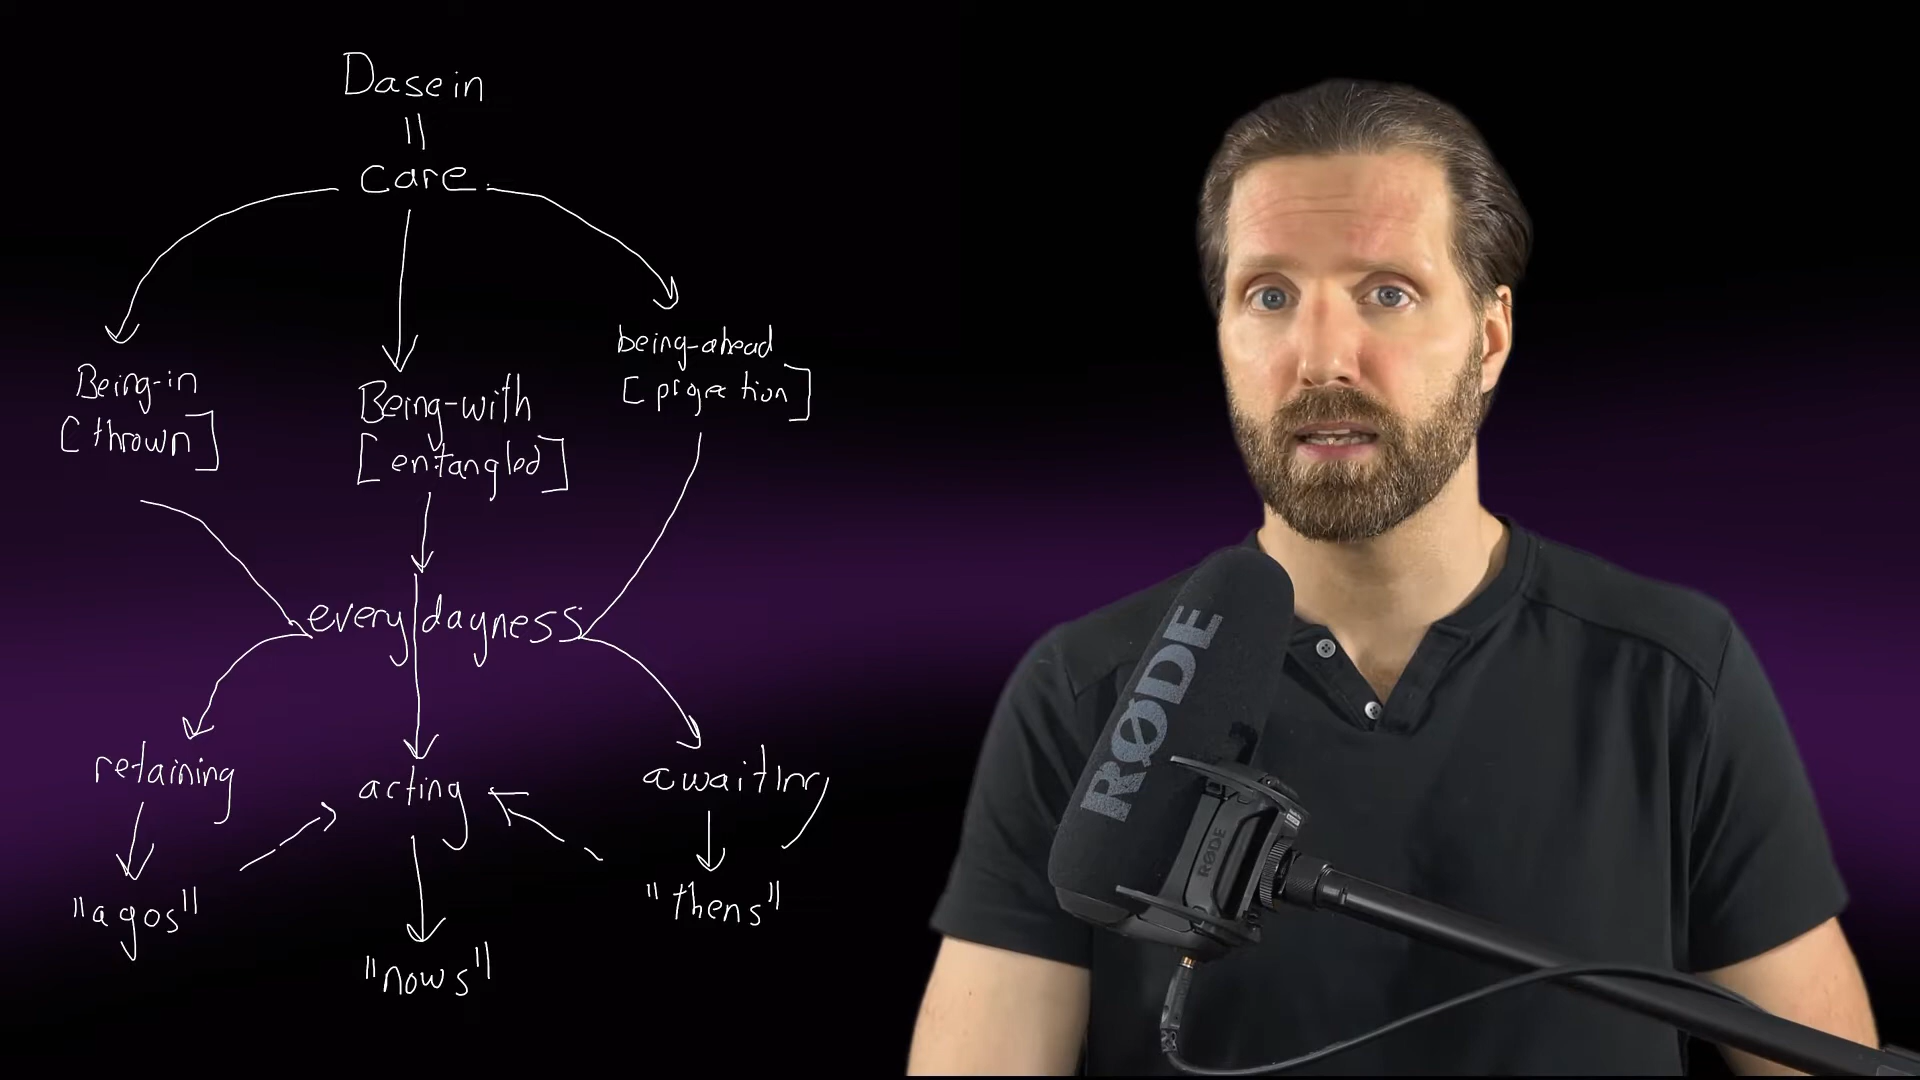 Dasein
||
care
Being-in
[thrown]
Being-with
[entangled]
being-ahead
[projection]
everydayness
retaining
acting
awaiting
"agos"
"nows"
"thens"
RØDE
RØDE